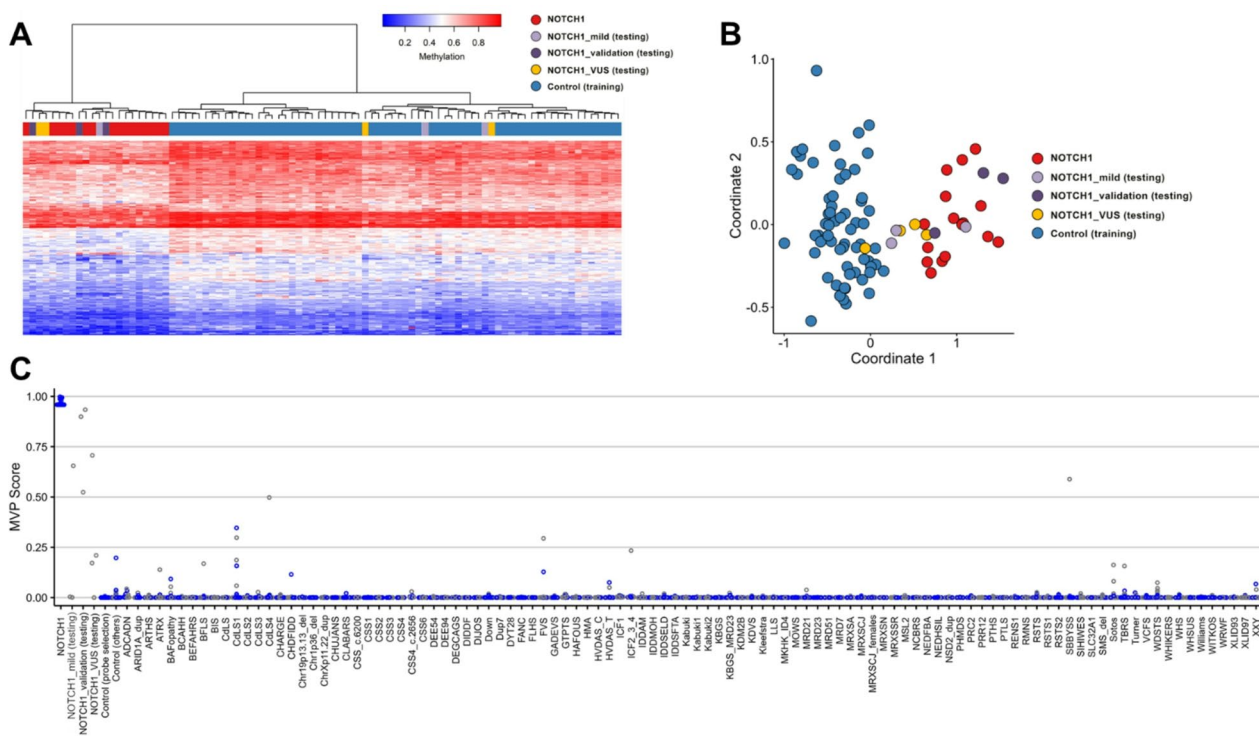 A
0.2 0.4 0.6 0.8
Methylation
NOTCH1
NOTCH1_mild (testing)
NOTCH1_validation (testing)
NOTCH1_VUS (testing)
Control (training)
B
1.0
0.5
0.0
-0.5
-1 0 1
Coordinate 2
Coordinate 1
NOTCH1
NOTCH1_mild (testing)
NOTCH1_validation (testing)
NOTCH1_VUS (testing)
Control (training)
C
MVP Score
1.00
0.75
0.50
0.25
0.00
NOTCH1
NOTCH1_mild (testing)
NOTCH1_validation (testing)
NOTCH1_VUS (testing)
Control (probe selection)
Control (others)
ADCADN
ARID1A_dup
ARTHS
ATRX
BAFopathy
BCAHH
BEFAHRS
BFLS
BIS
CdLS
CdLS1
CdLS2
CdLS3
CdLS4
CHARGE
CHDFIDD
Chr19p13.13_del
Chr1p36_del
ChrXp11.22_dup
CHUJANG
CLABARS
CSS_c.6200
CSS1
CSS2
CSS3
CSS4
CSS4_c.2656
CSS6
DEE54
DEE94
DEGCAGS
DIDDF
DIJOS
Down
Dup7
DYT28
FANC
FLHS
FVS
GADEVS
GTPTS
HAFOUS
HMA
HVDAS_C
HVDAS_T
ICF1
ICF2_3_4
IDDAM
IDDMOH
IDDSELD
IDDSFTA
Kabuki
Kabuki1
Kabuki2
KBGS
KBGS_MRD23
KDM2B
KDVS
Kleefstra
LLS
MKHK_ID4
MOWS
MRD21
MRD23
MRD51
MRD7
MRXSA
MRXSCJ
MRXSCJ_females
MRXSN
MRXSSR
MSL2
NCBRS
NEDFBA
NEDHSIL
NSD2_dup
PHMDS
PRC2
PRR12
PTHS
PTLS
RENS1
RMNS
RSTS
RSTS1
RSTS2
SBBYSS
SIHIWES
SLC32A1
SMS_del
Sotos
TBRS
Turner
VCFS
WDSTS
WHIKERS
WHS
WHSUS
Williams
WITKOS
WRWF
XLID93
XLID97
XXY